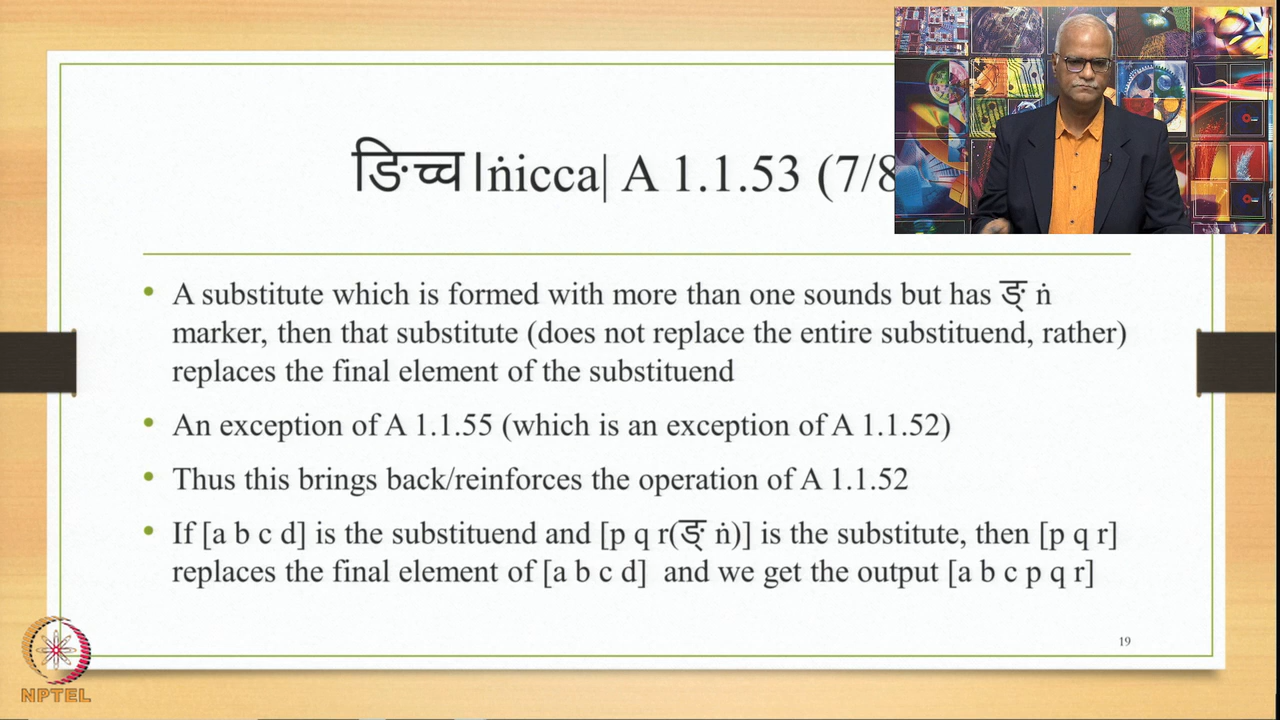 ङिच्च |ṅicca| A 1.1.53 (7/8
• A substitute which is formed with more than one sounds but has ङ् ṅ
marker, then that substitute (does not replace the entire substituend, rather)
replaces the final element of the substituend
• An exception of A 1.1.55 (which is an exception of A 1.1.52)
• Thus this brings back/reinforces the operation of A 1.1.52
• If [a b c d] is the substituend and [p q r(ङ् ṅ)] is the substitute, then [p q r]
replaces the final element of [a b c d] and we get the output [a b c p q r]
19
NPTEL